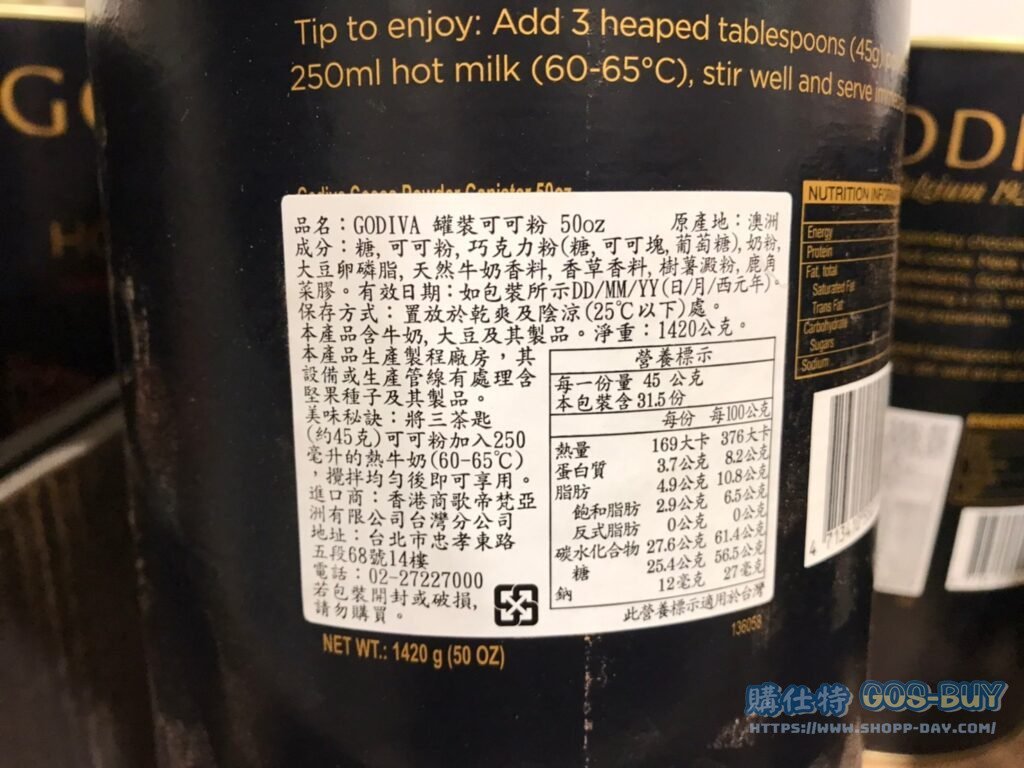 Tip to enjoy: Add 3 heaped tablespoons (45g)
250ml hot milk (60-65°C), stir well and serve
Godiva Cocoa Powder Canister 50oz
品名：GODIVA 罐裝可可粉 50oz 原產地：澳洲
成分：糖, 可可粉, 巧克力粉(糖, 可可塊, 葡萄糖), 奶粉,
大豆卵磷脂, 天然牛奶香料, 香草香料, 樹薯澱粉, 鹿角
菜膠。有效日期：如包裝所示DD/MM/YY(日/月/西元年)。
保存方式：置放於乾爽及陰涼(25℃以下)處。
本產品含牛奶, 大豆及其製品。淨重：1420公克。
本產品生產製程廠房，其
設備或生產管線有處理含
堅果種子及其製品。
美味秘訣：將三茶匙
(約45克)可可粉加入250
毫升的熱牛奶(60-65℃)
，攪拌均勻後即可享用。
進口商：香港商歌帝梵亞
洲有限公司台灣分公司
地址：台北市忠孝東路
五段68號14樓
電話：02-27227000
若包裝開封或破損,
請勿購買。
營養標示
每一份量 45 公克
本包裝含 31.5 份
每份 每100公克
熱量 169大卡 376大卡
蛋白質 3.7公克 8.2公克
脂肪 4.9公克 10.8公克
飽和脂肪 2.9公克 6.5公克
反式脂肪 0公克 0公克
碳水化合物 27.6公克 61.4公克
糖 25.4公克 56.5公克
鈉 12毫克 27毫克
此營養標示適用於台灣
NET WT.: 1420 g (50 OZ)
136058
NUTRITION
Energy
Protein
Fat, total
Saturated Fat
Trans Fat
Carbohydrate
Sugars
Sodium
購仕特 GOS-BUY
HTTPS://WWW.SHOPP-DAY.COM/